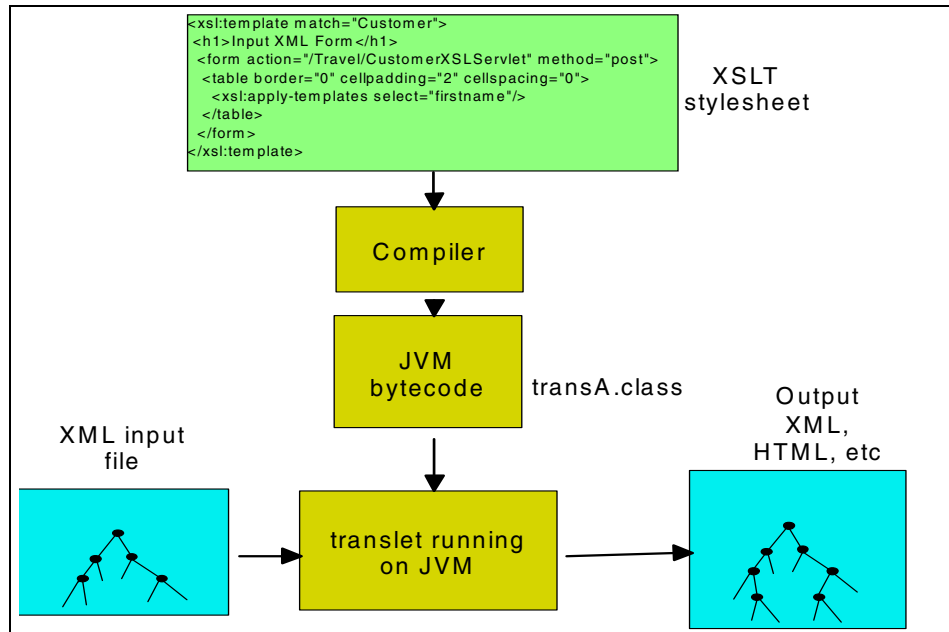 <xsl:template match="Customer">
<h1>Input XML Form</h1>
<form action="/Travel/CustomerXSLServlet" method="post">
<table border="0" cellpadding="2" cellspacing="0">
<xsl:apply-templates select="firstname"/>
</table>
</form>
</xsl:template>
XSLT
stylesheet
Compiler
JVM
bytecode
transA.class
XML input
file
Output
XML,
HTML, etc
translet running
on JVM